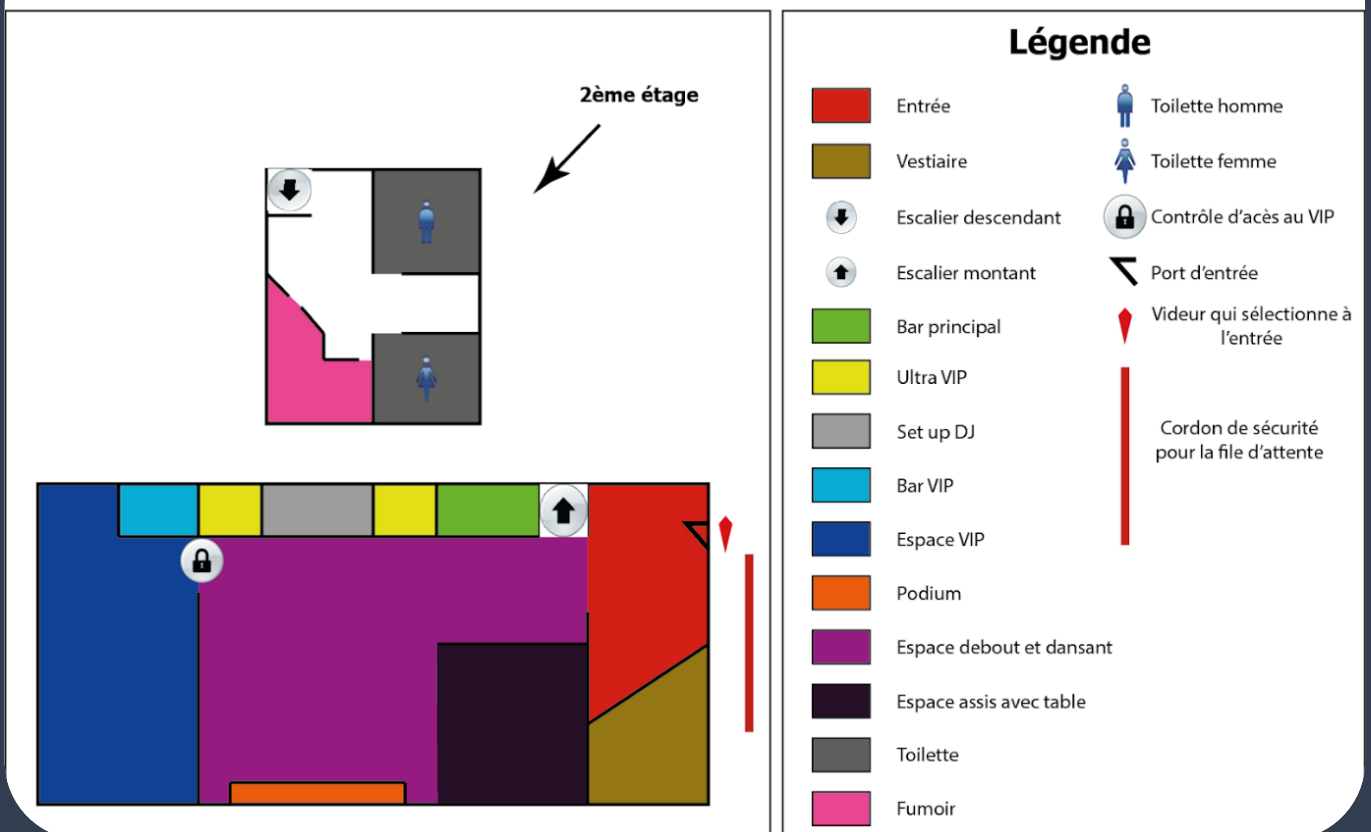 2ème étage
Légende
Entrée
Vestiaire
Escalier descendant
Escalier montant
Bar principal
Ultra VIP
Set up DJ
Bar VIP
Espace VIP
Podium
Espace debout et dansant
Espace assis avec table
Toilette
Fumoir
Toilette homme
Toilette femme
Contrôle d'acès au VIP
Port d'entrée
Videur qui sélectionne à
l'entrée
Cordon de sécurité
pour la file d'attente